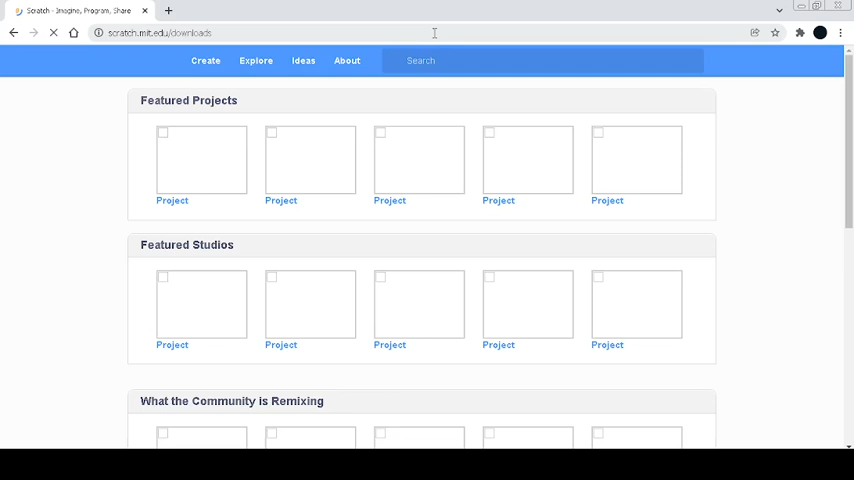 Scratch - Imagine, Program, Share
scratch.mit.edu/downloads
Create Explore Ideas About Search
Featured Projects
Project Project Project Project Project
Featured Studios
Project Project Project Project Project
What the Community is Remixing